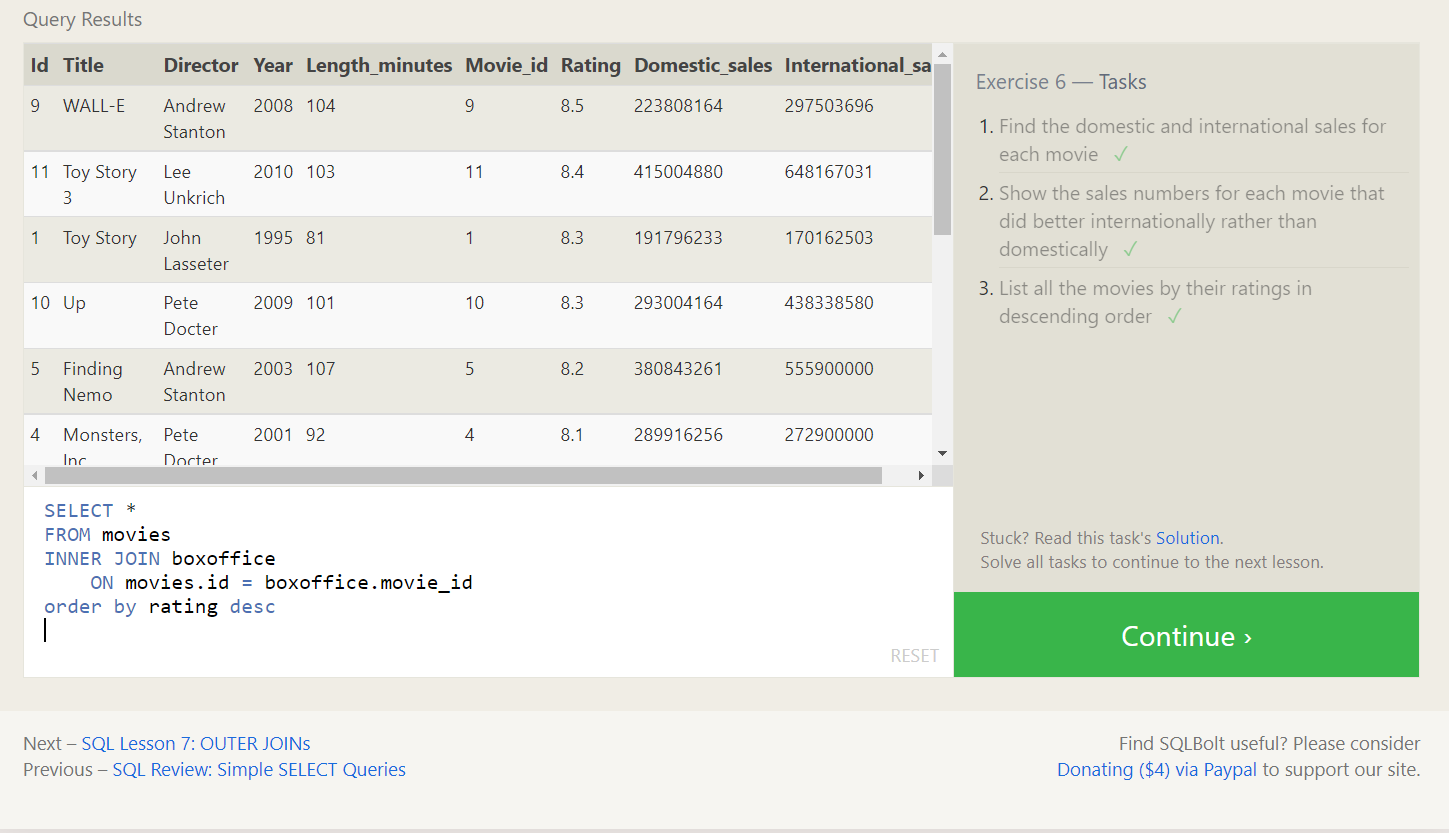 Query Results
Id Title Director Year Length_minutes Movie_id Rating Domestic_sales International_sa
9 WALL-E Andrew 2008 104 9 8.5 223808164 297503696
Stanton
11 Toy Story Lee 2010 103 11 8.4 415004880 648167031
3 Unkrich
1 Toy Story John 1995 81 1 8.3 191796233 170162503
Lasseter
10 Up Pete 2009 101 10 8.3 293004164 438338580
Docter
5 Finding Andrew 2003 107 5 8.2 380843261 555900000
Nemo Stanton
4 Monsters, Pete 2001 92 4 8.1 289916256 272900000
Inc Docter
SELECT *
FROM movies
INNER JOIN boxoffice
ON movies.id = boxoffice.movie_id
order by rating desc
RESET
Exercise 6 — Tasks
1. Find the domestic and international sales for
each movie ✓
2. Show the sales numbers for each movie that
did better internationally rather than
domestically ✓
3. List all the movies by their ratings in
descending order ✓
Stuck? Read this task's Solution.
Solve all tasks to continue to the next lesson.
Continue ›
Next – SQL Lesson 7: OUTER JOINs
Previous – SQL Review: Simple SELECT Queries
Find SQLBolt useful? Please consider
Donating ($4) via Paypal to support our site.